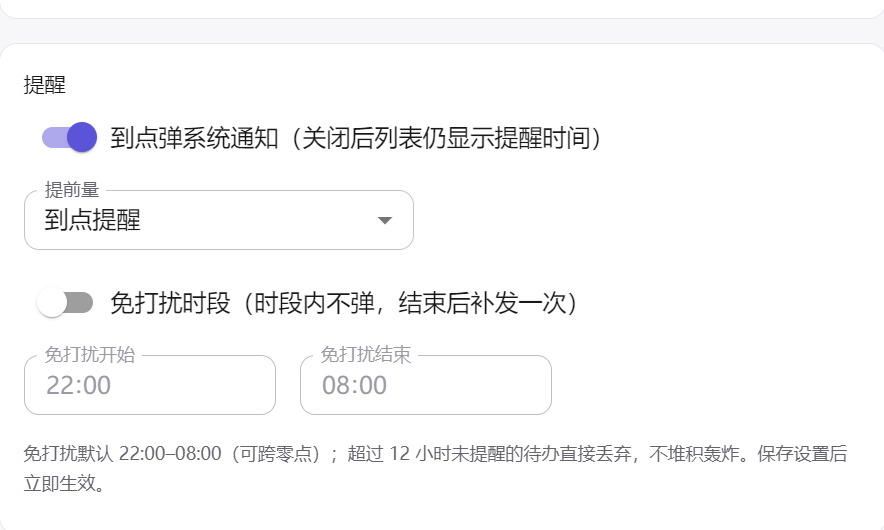 提醒
到点弹系统通知（关闭后列表仍显示提醒时间）
提前量
到点提醒
免打扰时段（时段内不弹，结束后补发一次）
免打扰开始
22:00
免打扰结束
08:00
免打扰默认 22:00–08:00（可跨零点）；超过 12 小时未提醒的待办直接丢弃，不堆积轰炸。保存设置后
立即生效。